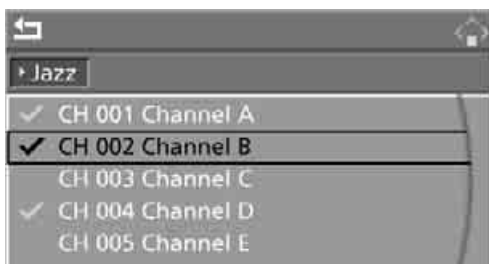 Jazz
CH 001 Channel A
CH 002 Channel B
CH 003 Channel C
CH 004 Channel D
CH 005 Channel E